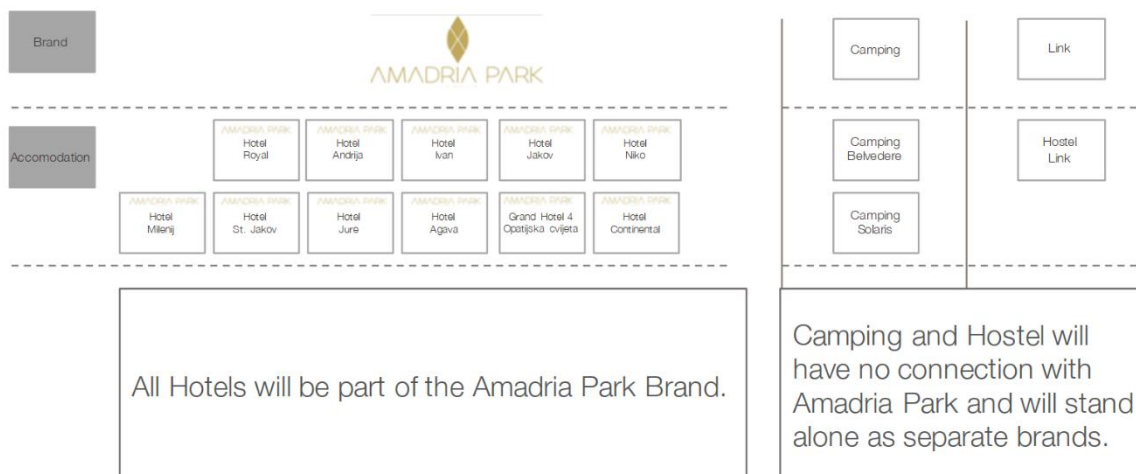 Brand
AMADRIA PARK
Camping
Link
Accomodation
AMADRIA PARK
Hotel
Royal
AMADRIA PARK
Hotel
Andrija
AMADRIA PARK
Hotel
Ivan
AMADRIA PARK
Hotel
Jakov
AMADRIA PARK
Hotel
Niko
Camping
Belvedere
Hostel
Link
AMADRIA PARK
Hotel
Milenij
AMADRIA PARK
Hotel
St. Jakov
AMADRIA PARK
Hotel
Jure
AMADRIA PARK
Hotel
Agava
AMADRIA PARK
Grand Hotel 4
Opatijska cvijeta
AMADRIA PARK
Hotel
Continental
Camping
Solaris
All Hotels will be part of the Amadria Park Brand.
Camping and Hostel will
have no connection with
Amadria Park and will stand
alone as separate brands.